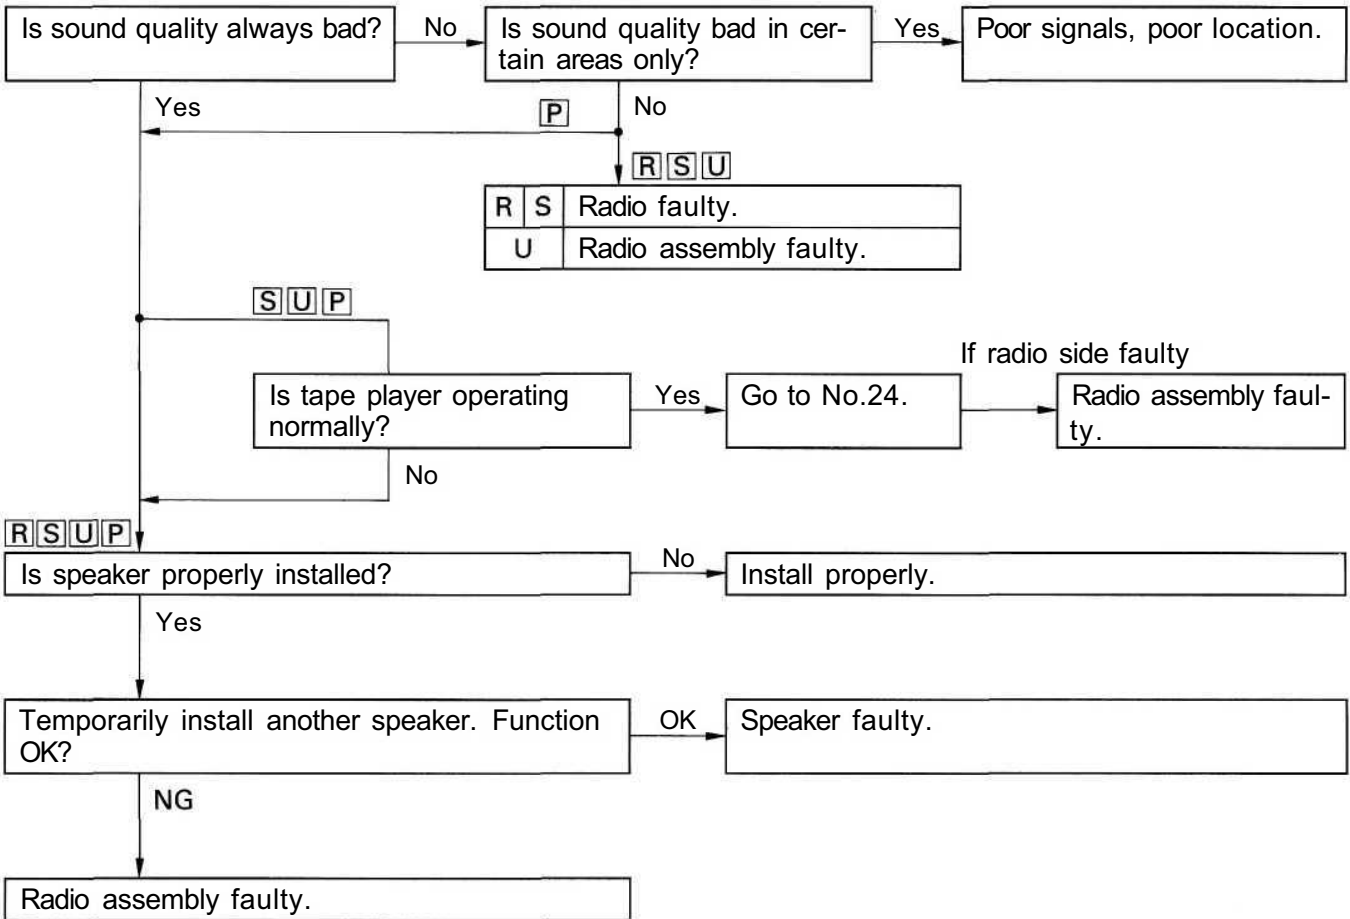 Is sound quality always bad?
No
Is sound quality bad in cer-
tain areas only?
Yes
Poor signals, poor location.
Yes
P
No
R S U
R S Radio faulty.
U Radio assembly faulty.
S U P
If radio side faulty
Is tape player operating
normally?
Yes
Go to No.24.
Radio assembly faul-
ty.
No
R S U P
Is speaker properly installed?
No
Install properly.
Yes
Temporarily install another speaker. Function
OK?
OK
Speaker faulty.
NG
Radio assembly faulty.